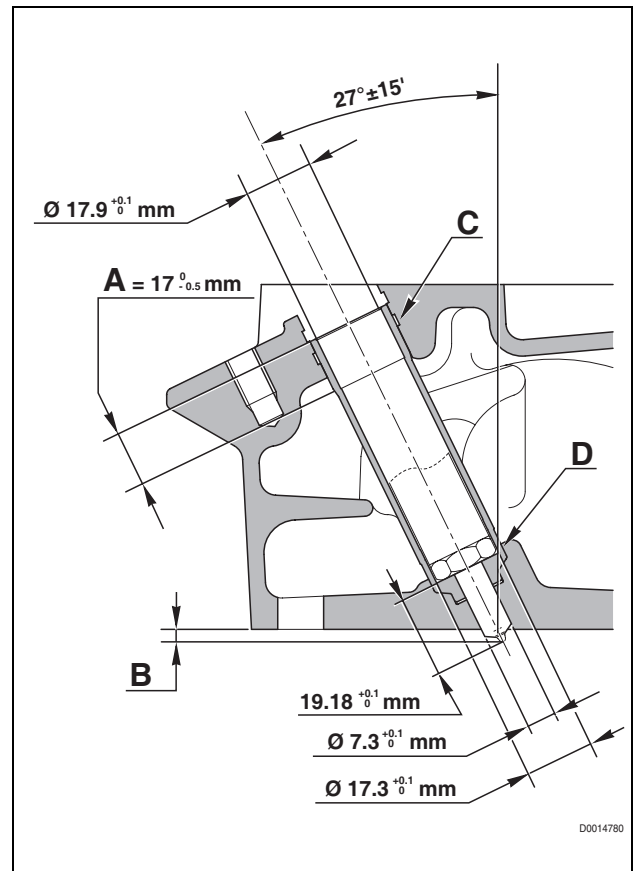 27°±15'
Ø 17.9 +0.1 0 mm
C
A = 17 0 -0.5 mm
D
B
19.18 +0.1 0 mm
Ø 7.3 +0.1 0 mm
Ø 17.3 +0.1 0 mm
D0014780